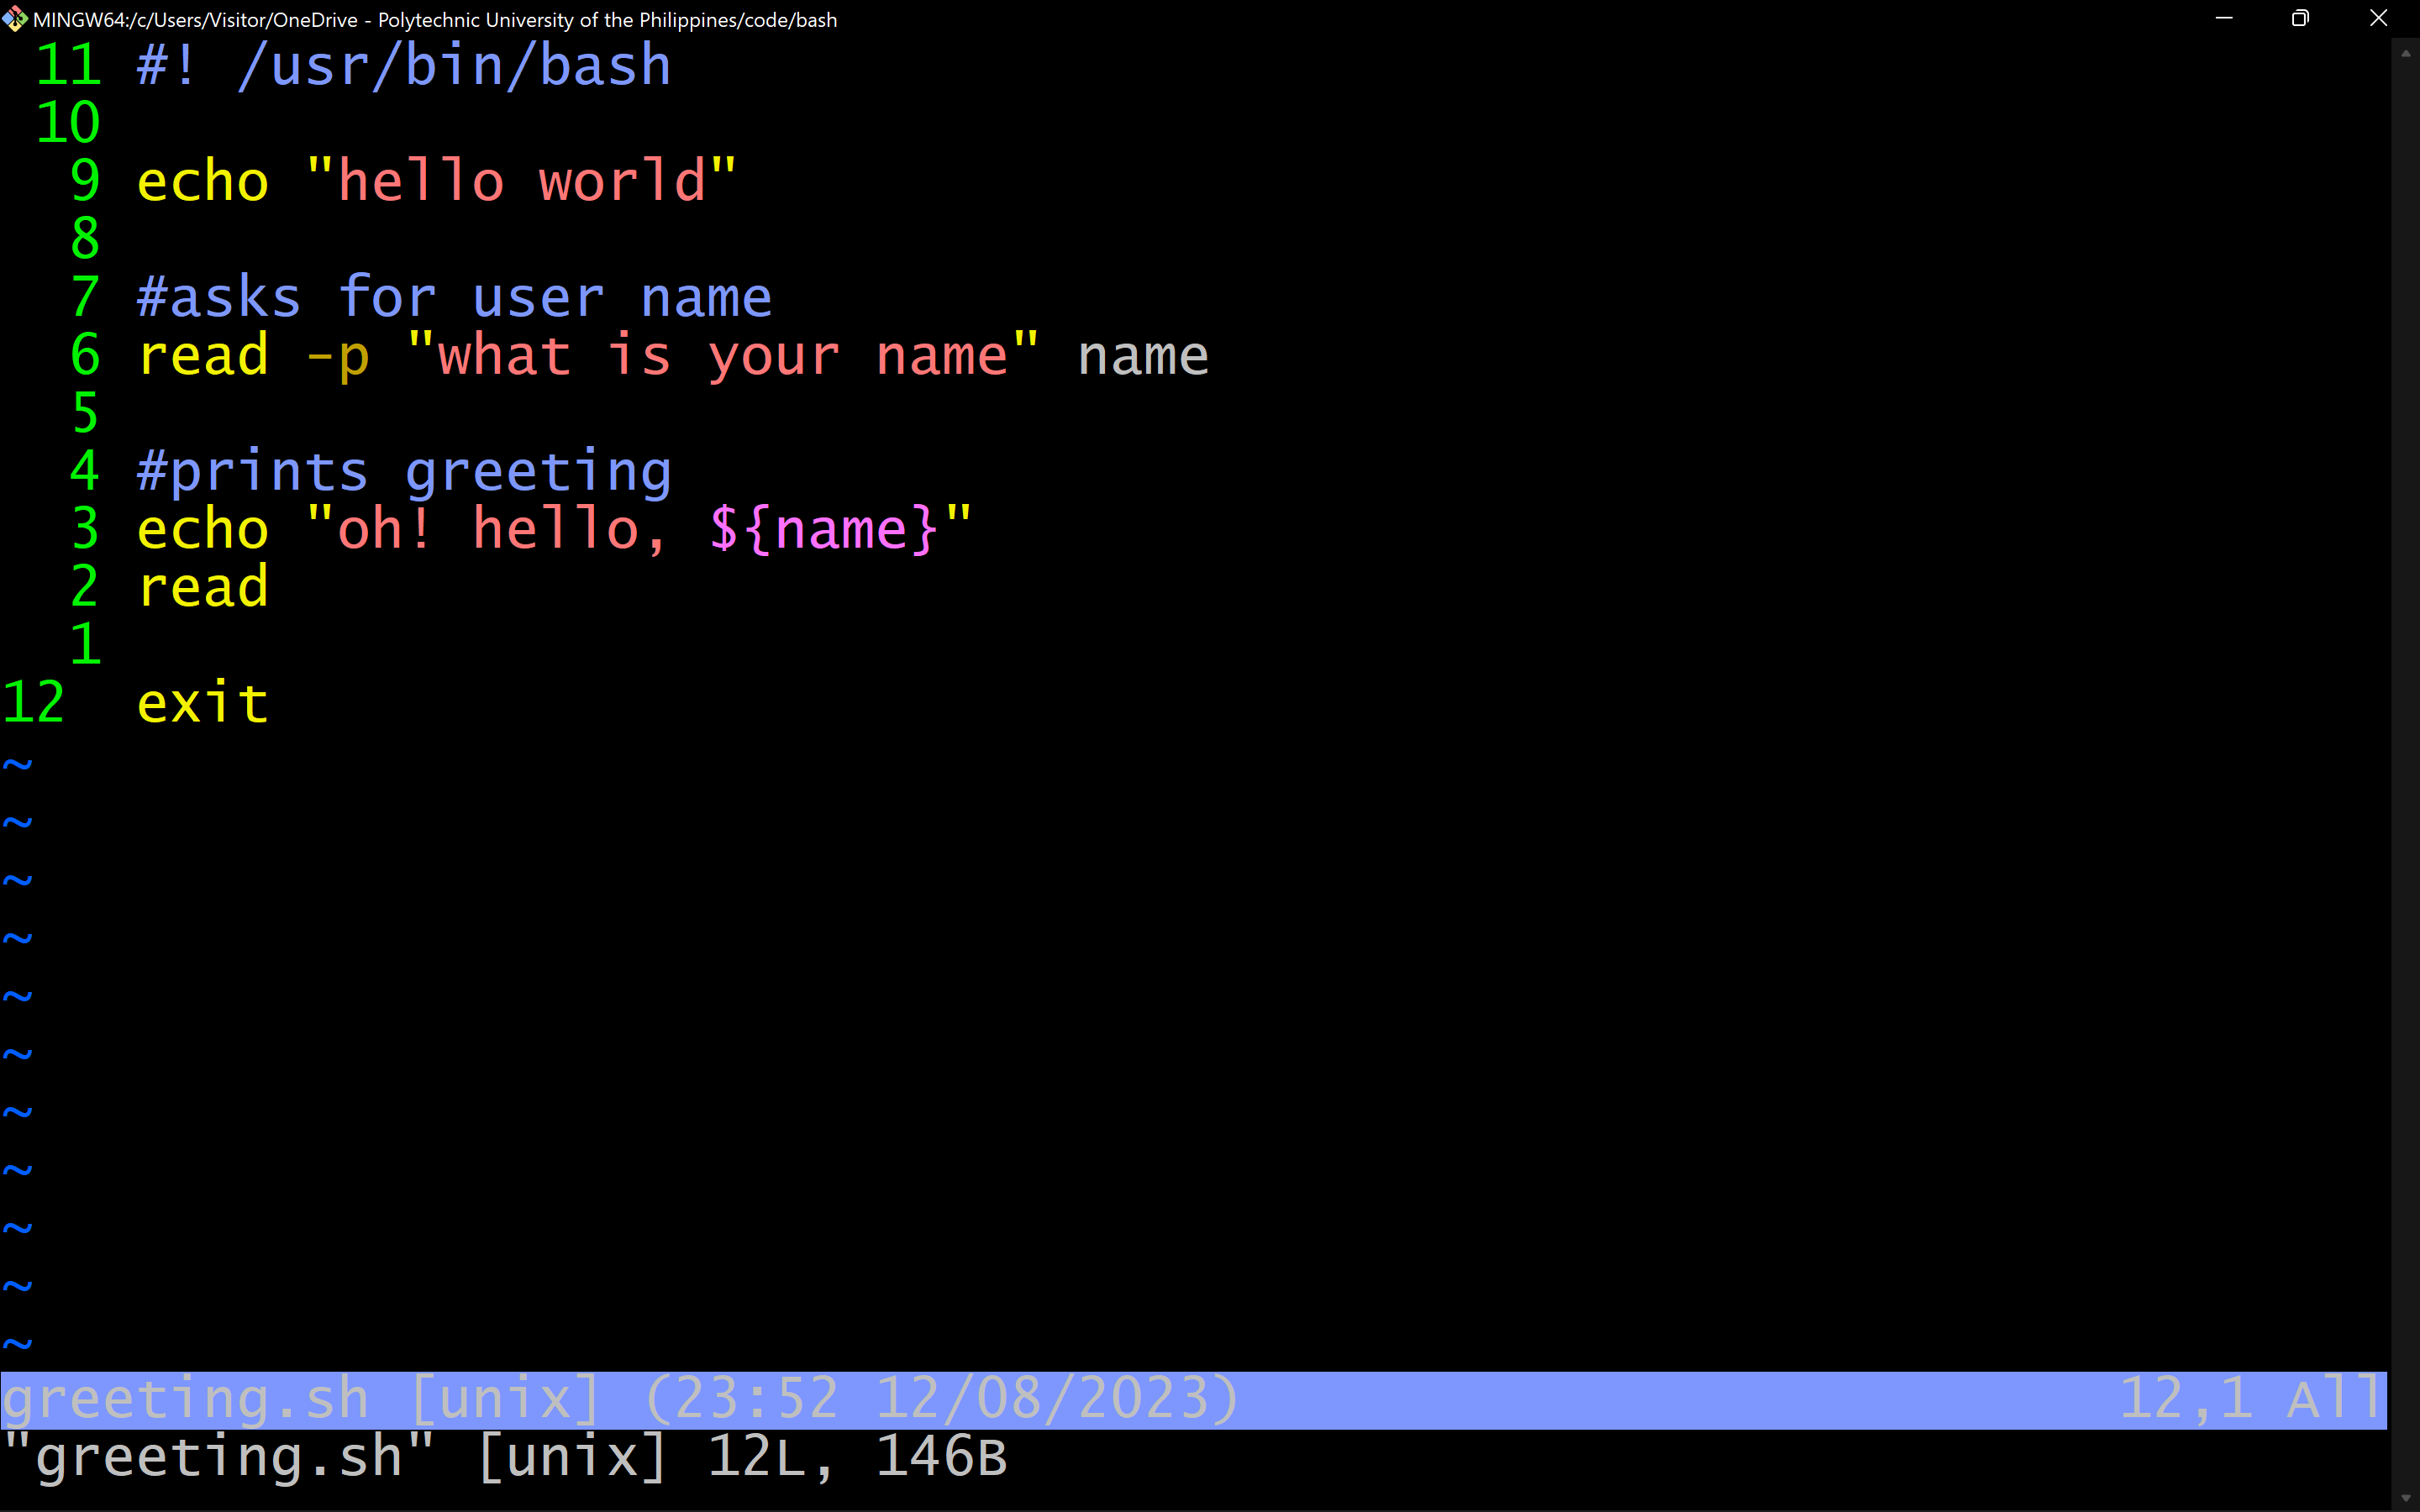 MINGW64:/c/Users/Visitor/OneDrive - Polytechnic University of the Philippines/code/bash
11 #! /usr/bin/bash
10
9 echo "hello world"
8
7 #asks for user name
6 read -p "what is your name" name
5
4 #prints greeting
3 echo "oh! hello, ${name}"
2 read
1
12 exit
~
~
~
~
~
~
~
~
~
~
~
greeting.sh [unix] (23:52 12/08/2023) 12,1 All
"greeting.sh" [unix] 12L, 146B